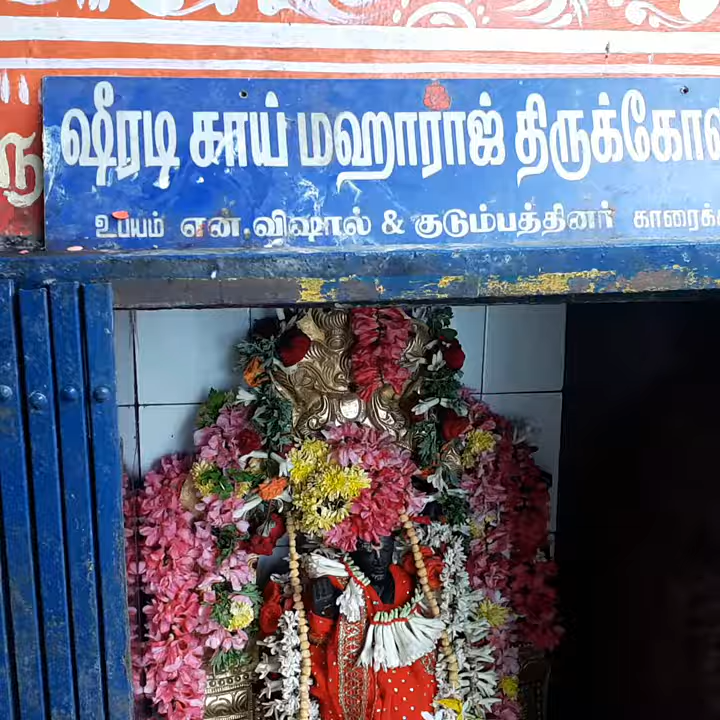 ஷீரடி சாய் மஹாராஜ் திருக்கோ
உபயம் என.விஷால் & குடும்பத்தினர் காரைக்